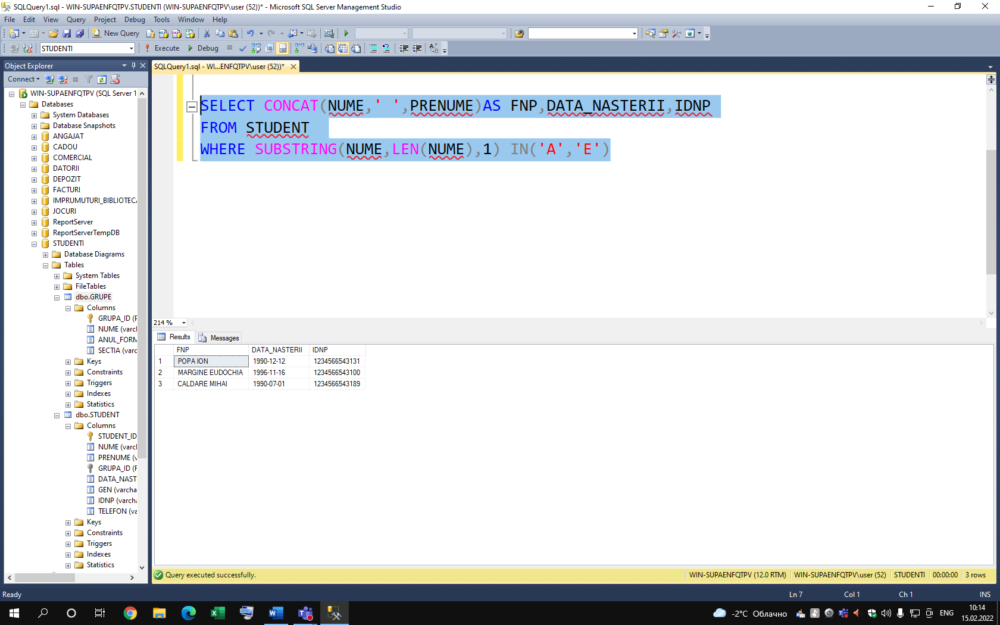 SQLQuery1.sql - WIN-SUPAENFQTPV.STUDENTI (WIN-SUPAENFQTPV\user (52))* - Microsoft SQL Server Management Studio
File Edit View Query Project Debug Tools Window Help
New Query
STUDENTI Execute Debug
Object Explorer
Connect
WIN-SUPAENFQTPV (SQL Server 1
Databases
System Databases
Database Snapshots
ANGAJAT
CADOU
COMERCIAL
DATORII
DEPOZIT
FACTURI
IMPRUMUTURI_BIBLIOTECA
JOCURI
ReportServer
ReportServerTempDB
STUDENTI
Database Diagrams
Tables
System Tables
FileTables
dbo.GRUPE
Columns
GRUPA_ID (P
NUME (varcl
ANUL_FORM
SECTIA (varc
Keys
Constraints
Triggers
Indexes
Statistics
dbo.STUDENT
Columns
STUDENT_ID
NUME (varcl
PRENUME (v
GRUPA_ID (F
DATA_NAST
GEN (varcha
IDNP (varcha
TELEFON (va
Keys
Constraints
Triggers
Indexes
Statistics
SQLQuery1.sql - WI...ENFQTPV\user (52))*
SELECT CONCAT(NUME,' ',PRENUME)AS FNP,DATA_NASTERII,IDNP
FROM STUDENT
WHERE SUBSTRING(NUME,LEN(NUME),1) IN('A','E')
214 %
Results Messages
FNP DATA_NASTERII IDNP
1 POPA ION 1990-12-12 1234566543131
2 MARGINE EUDOCHIA 1996-11-16 1234566543100
3 CALDARE MIHAI 1990-07-01 1234566543189
Query executed successfully. WIN-SUPAENFQTPV (12.0 RTM) WIN-SUPAENFQTPV\user (52) STUDENTI 00:00:00 3 rows
Ready Ln 7 Col 1 Ch 1 INS
-2°C Облачно ENG 10:14
15.02.2022